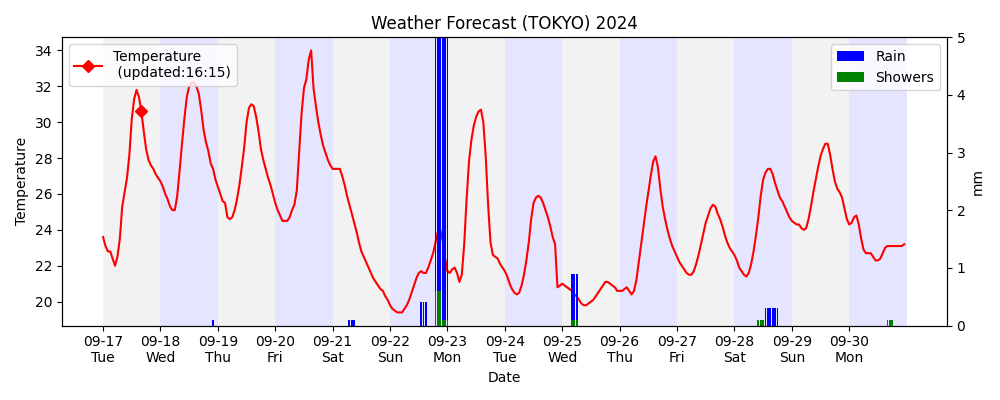 Weather Forecast (TOKYO) 2024
Temperature
(updated:16:15)
Rain
Showers
Temperature
34
32
30
28
26
24
22
20
5
4
3
2
1
0
mm
09-17 09-18 09-19 09-20 09-21 09-22 09-23 09-24 09-25 09-26 09-27 09-28 09-29 09-30
Tue Wed Thu Fri Sat Sun Mon Tue Wed Thu Fri Sat Sun Mon
Date